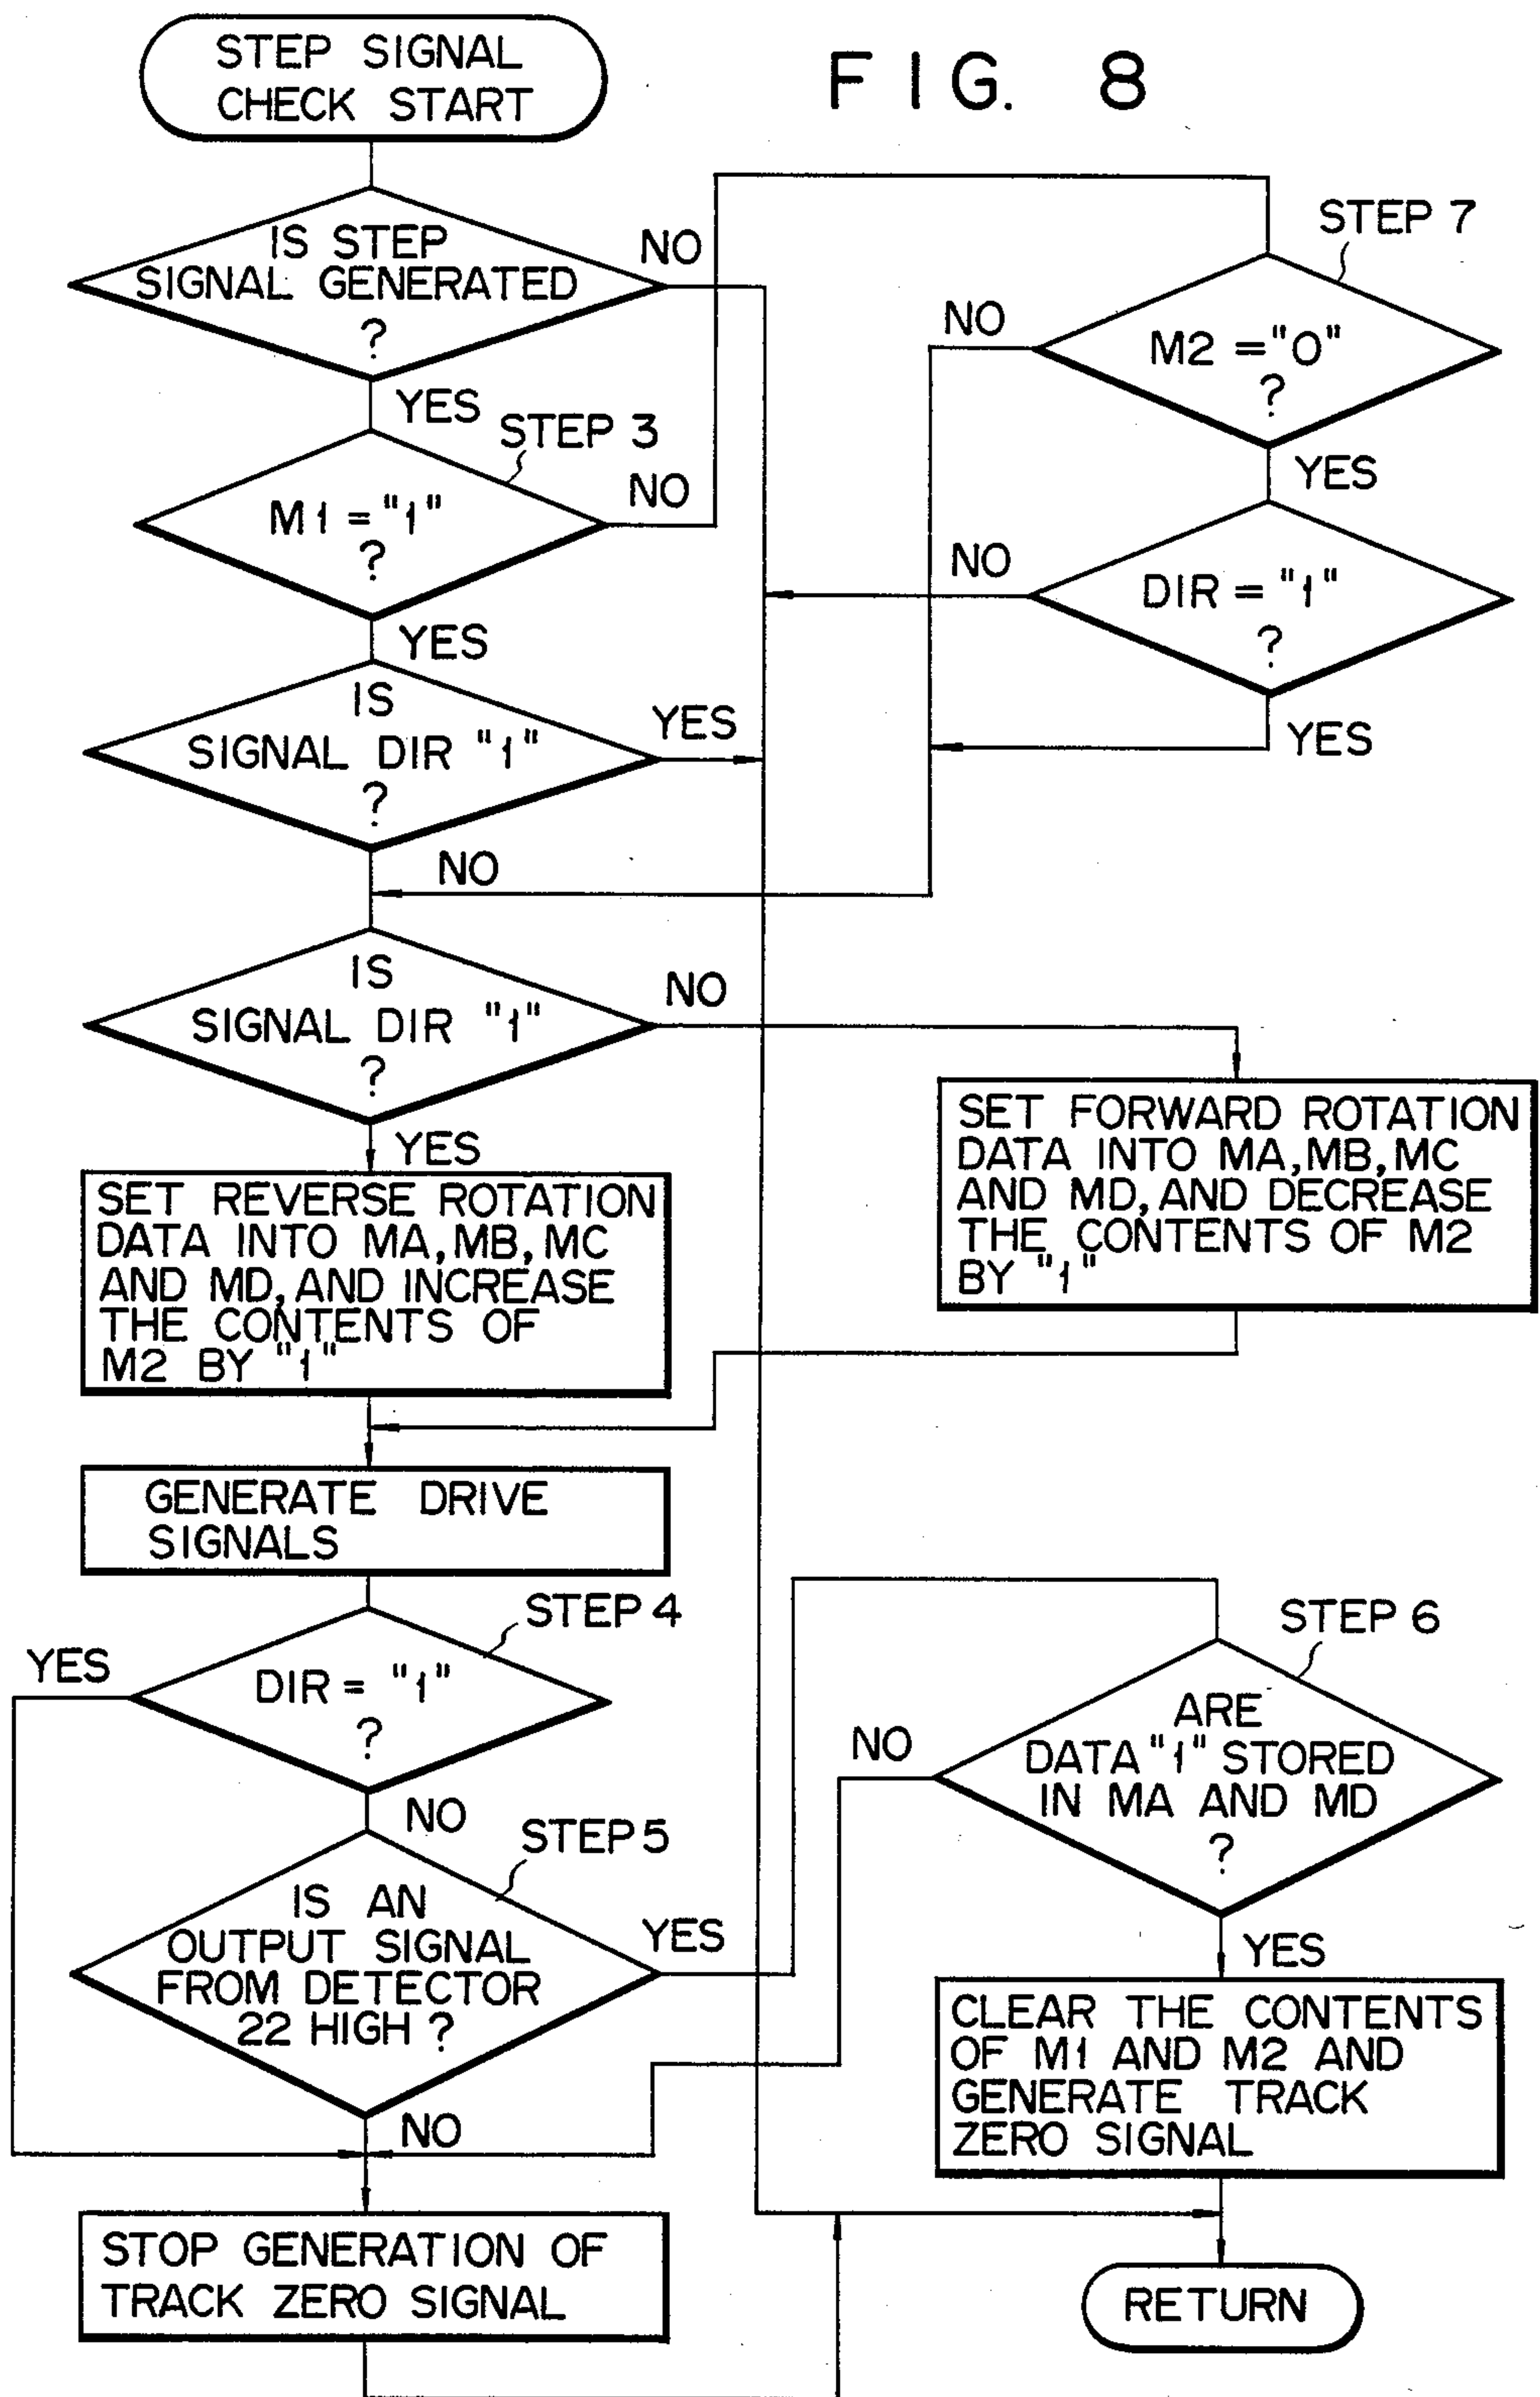 FIG. 8
STEP SIGNAL
CHECK START
IS STEP
SIGNAL GENERATED
?
NO
YES
STEP 3
M1 = "1"
?
NO
YES
IS
SIGNAL DIR "1"
?
YES
NO
STEP 7
M2 = "0"
?
NO
YES
DIR = "1"
?
NO
YES
IS
SIGNAL DIR "1"
?
NO
YES
SET FORWARD ROTATION
DATA INTO MA, MB, MC
AND MD, AND DECREASE
THE CONTENTS OF M2
BY "1"
SET REVERSE ROTATION
DATA INTO MA, MB, MC
AND MD, AND INCREASE
THE CONTENTS OF
M2 BY "1"
GENERATE DRIVE
SIGNALS
STEP 4
DIR = "1"
?
YES
NO
STEP 5
IS AN
OUTPUT SIGNAL
FROM DETECTOR
22 HIGH ?
YES
NO
STEP 6
ARE
DATA "1" STORED
IN MA AND MD
?
NO
YES
CLEAR THE CONTENTS
OF M1 AND M2 AND
GENERATE TRACK
ZERO SIGNAL
STOP GENERATION OF
TRACK ZERO SIGNAL
RETURN